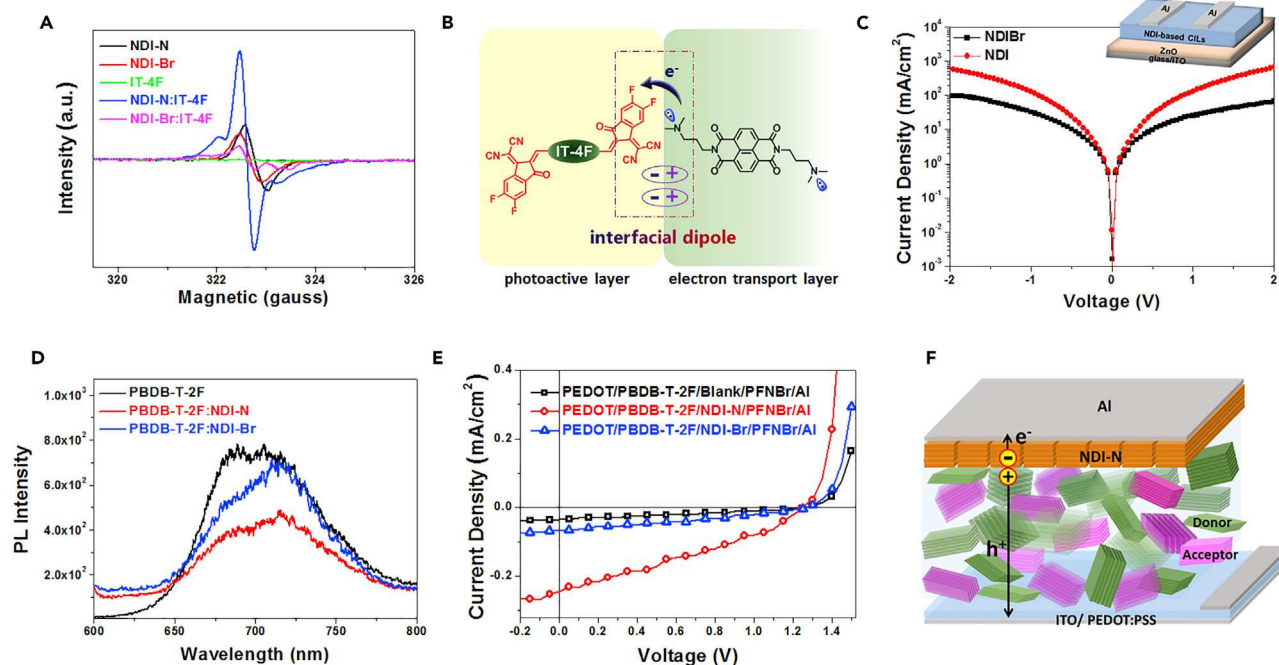 A
NDI-N
NDI-Br
IT-4F
NDI-N:IT-4F
NDI-Br:IT-4F
Intensity (a.u.)
320 322 324 326
Magnetic (gauss)
B
e-
F
F
O
CN
CN
IT-4F
NC
CN
O
F
F
N
O
N
O
O
N
O
N
- +
- +
interfacial dipole
photoactive layer
electron transport layer
C
Al Al
NDI-based CILs
ZnO
glass/ITO
NDIBr
NDI
Current Density (mA/cm²)
10⁴
10³
10²
10¹
10⁰
10⁻¹
10⁻²
10⁻³
-2 -1 0 1 2
Voltage (V)
D
PBDB-T-2F
PBDB-T-2F:NDI-N
PBDB-T-2F:NDI-Br
PL Intensity
1.0x10³
8.0x10²
6.0x10²
4.0x10²
2.0x10²
600 650 700 750 800
Wavelength (nm)
E
PEDOT/PBDB-T-2F/Blank/PFNBr/Al
PEDOT/PBDB-T-2F/NDI-N/PFNBr/Al
PEDOT/PBDB-T-2F/NDI-Br/PFNBr/Al
Current Density (mA/cm²)
0.4
0.2
0.0
-0.2
-0.2 0.0 0.2 0.4 0.6 0.8 1.0 1.2 1.4
Voltage (V)
F
Al
e-
NDI-N
-
+
h⁺
Donor
Acceptor
ITO/ PEDOT:PSS